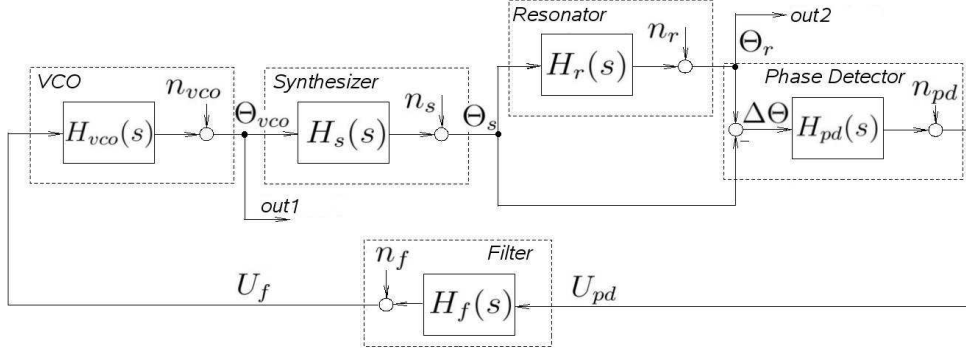 Resonator
out2
n_r
H_r(s)
Θ_r
VCO
n_vco
H_vco(s)
Θ_vco
Synthesizer
n_s
H_s(s)
Θ_s
Phase Detector
n_pd
ΔΘ
H_pd(s)
-
out1
Filter
n_f
H_f(s)
U_f
U_pd